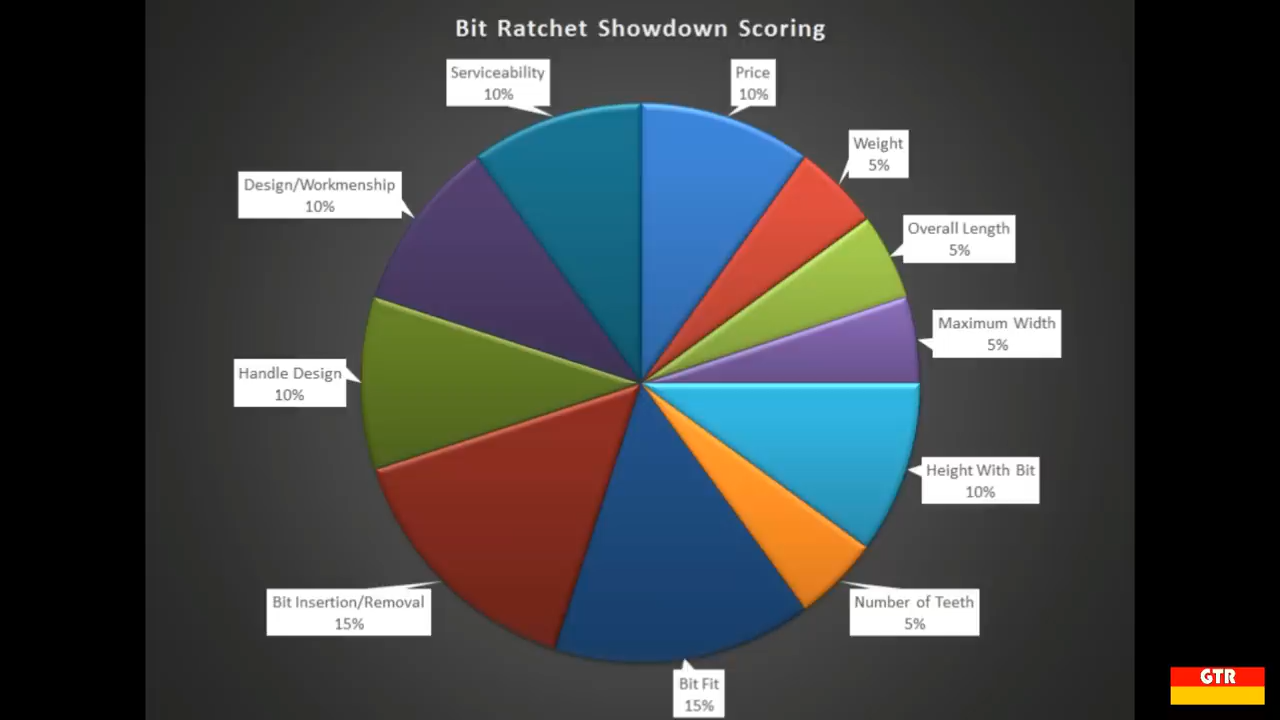 Bit Ratchet Showdown Scoring
Serviceability
10%
Price
10%
Weight
5%
Design/Workmenship
10%
Overall Length
5%
Maximum Width
5%
Handle Design
10%
Height With Bit
10%
Bit Insertion/Removal
15%
Number of Teeth
5%
Bit Fit
15%
GTR